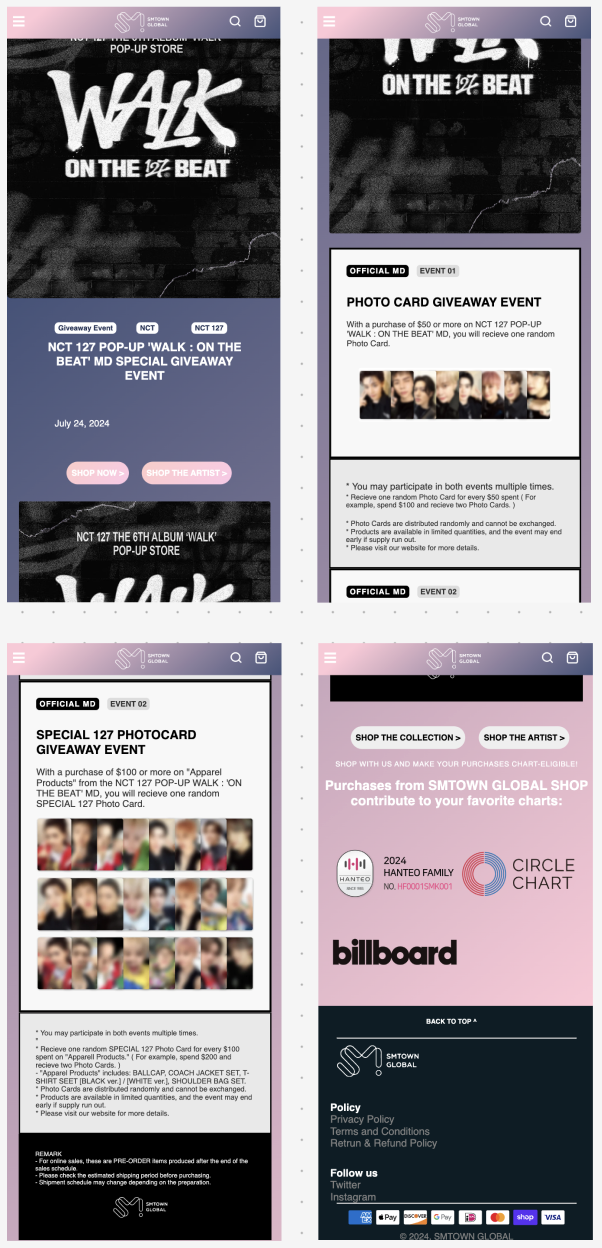 SMTOWN
GLOBAL
NCT 127 THE 6TH ALBUM 'WALK'
POP-UP STORE
WALK
ON THE 127 BEAT
Giveaway Event
NCT
NCT 127
NCT 127 POP-UP 'WALK : ON THE
BEAT' MD SPECIAL GIVEAWAY
EVENT
July 24, 2024
SHOP NOW >
SHOP THE ARTIST >
NCT 127 THE 6TH ALBUM 'WALK'
POP-UP STORE
WALK
SMTOWN
GLOBAL
WALK
ON THE 127 BEAT
OFFICIAL MD
EVENT 01
PHOTO CARD GIVEAWAY EVENT
With a purchase of $50 or more on NCT 127 POP-UP
'WALK : ON THE BEAT' MD, you will recieve one random
Photo Card.
* You may participate in both events multiple times.
* Recieve one random Photo Card for every $50 spent ( For
example, spend $100 and recieve two Photo Cards. )
* Photo Cards are distributed randomly and cannot be exchanged.
* Products are available in limited quantities, and the event may end
early if supply run out.
* Please visit our website for more details.
OFFICIAL MD
EVENT 02
SMTOWN
GLOBAL
OFFICIAL MD
EVENT 02
SPECIAL 127 PHOTOCARD
GIVEAWAY EVENT
With a purchase of $100 or more on "Apparel
Products" from the NCT 127 POP-UP WALK : 'ON
THE BEAT' MD, you will recieve one random
SPECIAL 127 Photo Card.
* You may participate in both events multiple times.
*
* Recieve one random SPECIAL 127 Photo Card for every $100
spent on "Apparell Products." ( For example, spend $200 and
recieve two Photo Cards. )
- "Apparel Products" includes: BALLCAP, COACH JACKET SET, T-
SHIRT SEET [BLACK ver.] / [WHITE ver.], SHOULDER BAG SET.
* Photo Cards are distributed randomly and cannot be exchanged.
* Products are available in limited quantities, and the event may end
early if supply run out.
* Please visit our website for more details.
REMARK
- For online sales, these are PRE-ORDER items produced after the end of the
sales schedule.
- Please check the estimated shipping period before purchasing.
- Shipment schedule may change depending on the preparation.
SMTOWN
GLOBAL
SMTOWN
GLOBAL
SHOP THE COLLECTION >
SHOP THE ARTIST >
SHOP WITH US AND MAKE YOUR PURCHASES CHART-ELIGIBLE!
Purchases from SMTOWN GLOBAL SHOP
contribute to your favorite charts:
HANTEO
SINCE 1993
2024
HANTEO FAMILY
NO. HF0001SMK001
CIRCLE
CHART
billboard
BACK TO TOP ^
SMTOWN
GLOBAL
Policy
Privacy Policy
Terms and Conditions
Retrun & Refund Policy
Follow us
Twitter
Instagram
AMEX
Pay
DISCOVER
G Pay
iD
shop
VISA
© 2024, SMTOWN GLOBAL